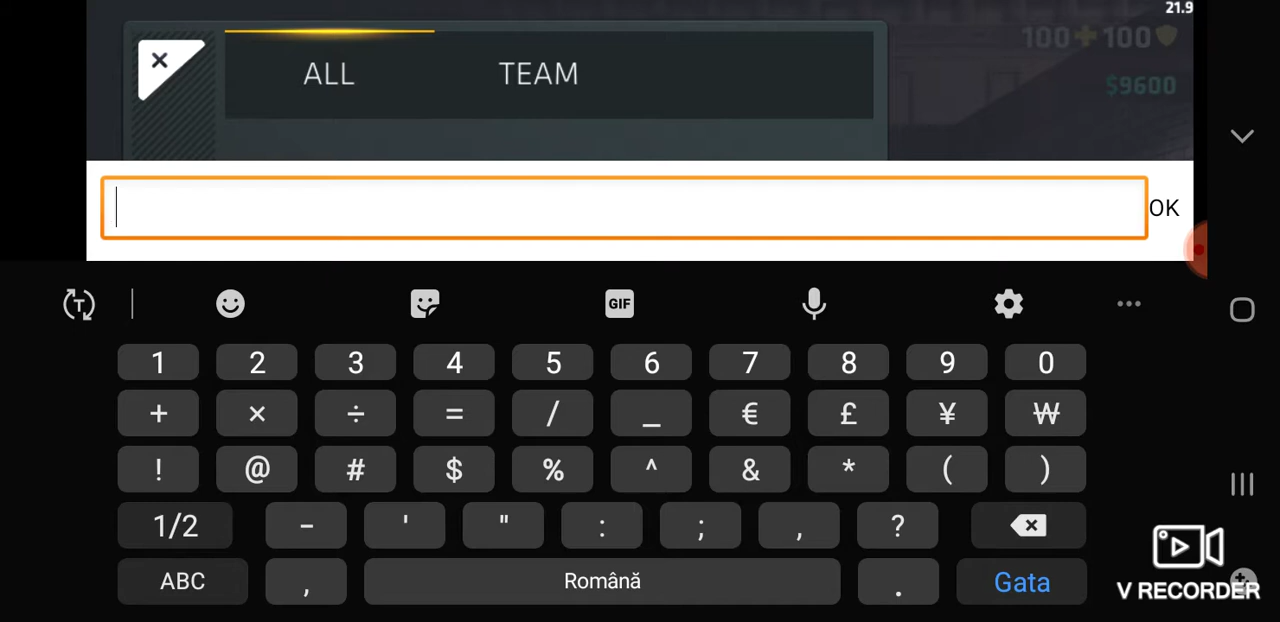 21.9
100 100
$9600
× ALL TEAM
OK
T GIF ...
1 2 3 4 5 6 7 8 9 0
+ × ÷ = / _ € £ ¥ ₩
! @ # $ % ^ & * ( )
1/2 - ' " : ; , ?
ABC , Română . Gata
V RECORDER